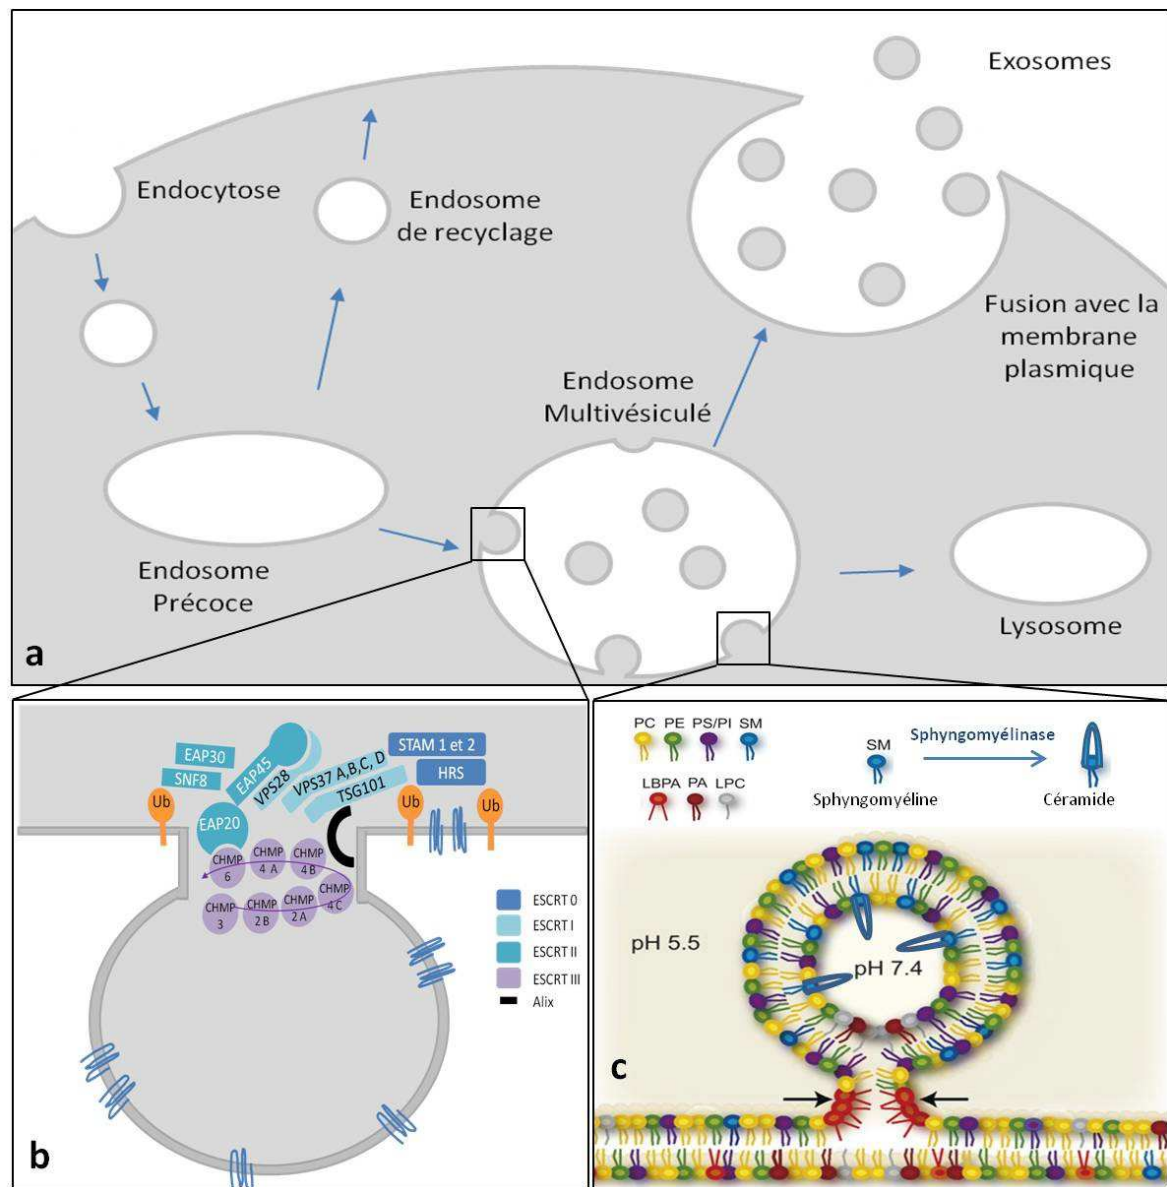 Exosomes
Endocytose
Endosome
de recyclage
Fusion avec la
membrane
plasmique
Endosome
Multivésiculé
Endosome
Précoce
Lysosome
a
EAP30
SNF8
EAP45
VPS28
VPS37 A,B,C, D
TSG101
STAM 1 et 2
HRS
Ub
Ub
Ub
EAP20
CHMP
6
CHMP
4 A
CHMP
4 B
CHMP
4 C
CHMP
3
CHMP
2 B
CHMP
2 A
ESCRT 0
ESCRT I
ESCRT II
ESCRT III
Alix
b
PC PE PS/PI SM
LBPA PA LPC
SM
Sphyngomyéline
Sphyngomyélinase
Céramide
pH 5.5
pH 7.4
c